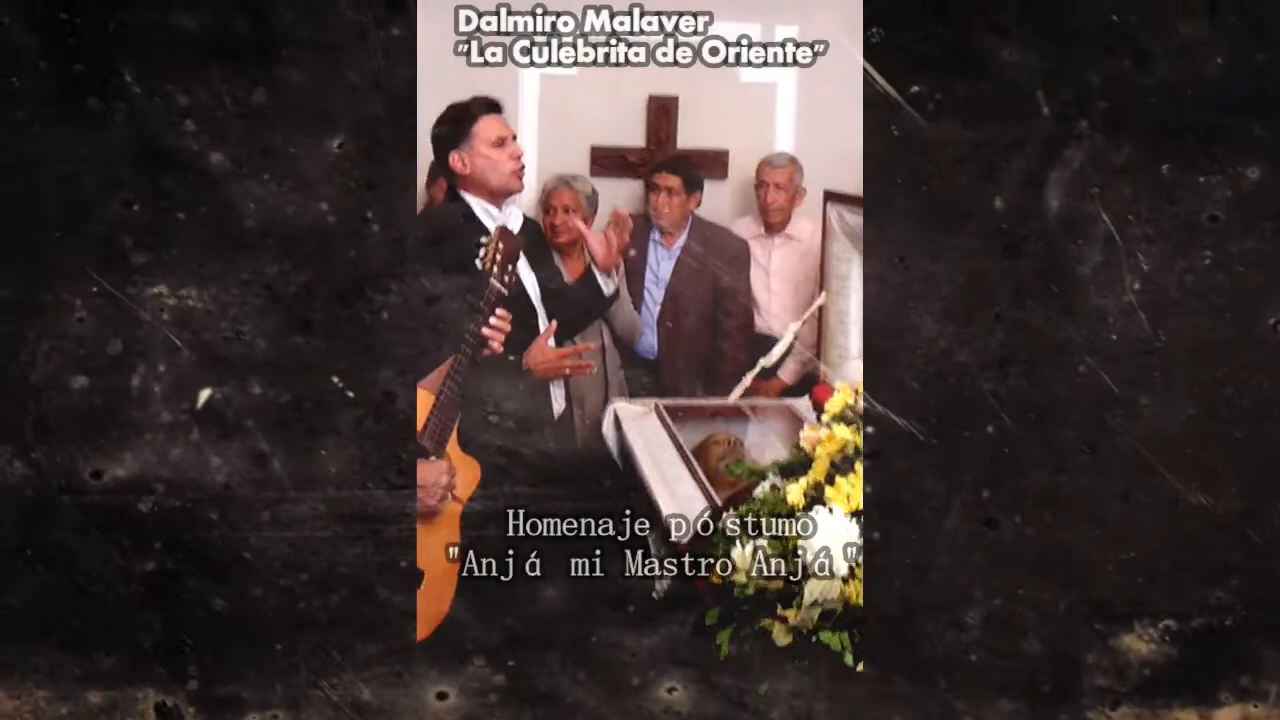 Dalmiro Malaver
"La Culebrita de Oriente"
Homenaje póstumo
"Anjá mi Mastro Anjá"